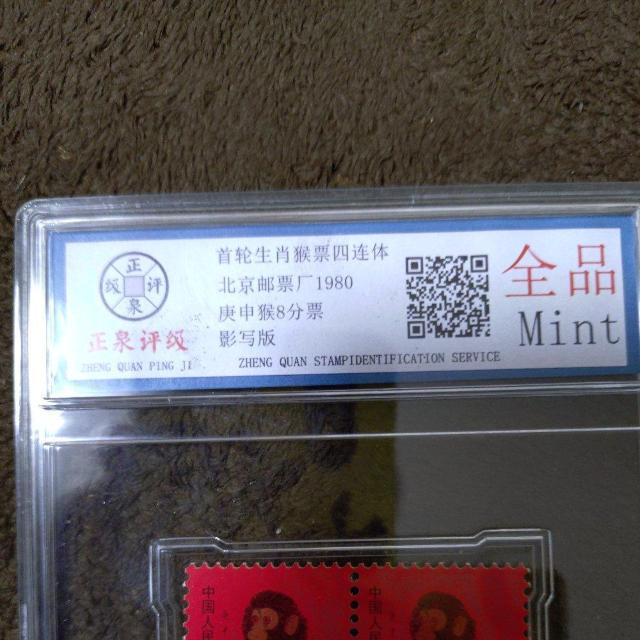 正评泉级
正泉评级
ZHENG QUAN PING JI
首轮生肖猴票四连体
北京邮票厂1980
庚申猴8分票
影写版
ZHENG QUAN STAMPIDENTIFICATION SERVICE
全品
Mint
中国人民
中国人民